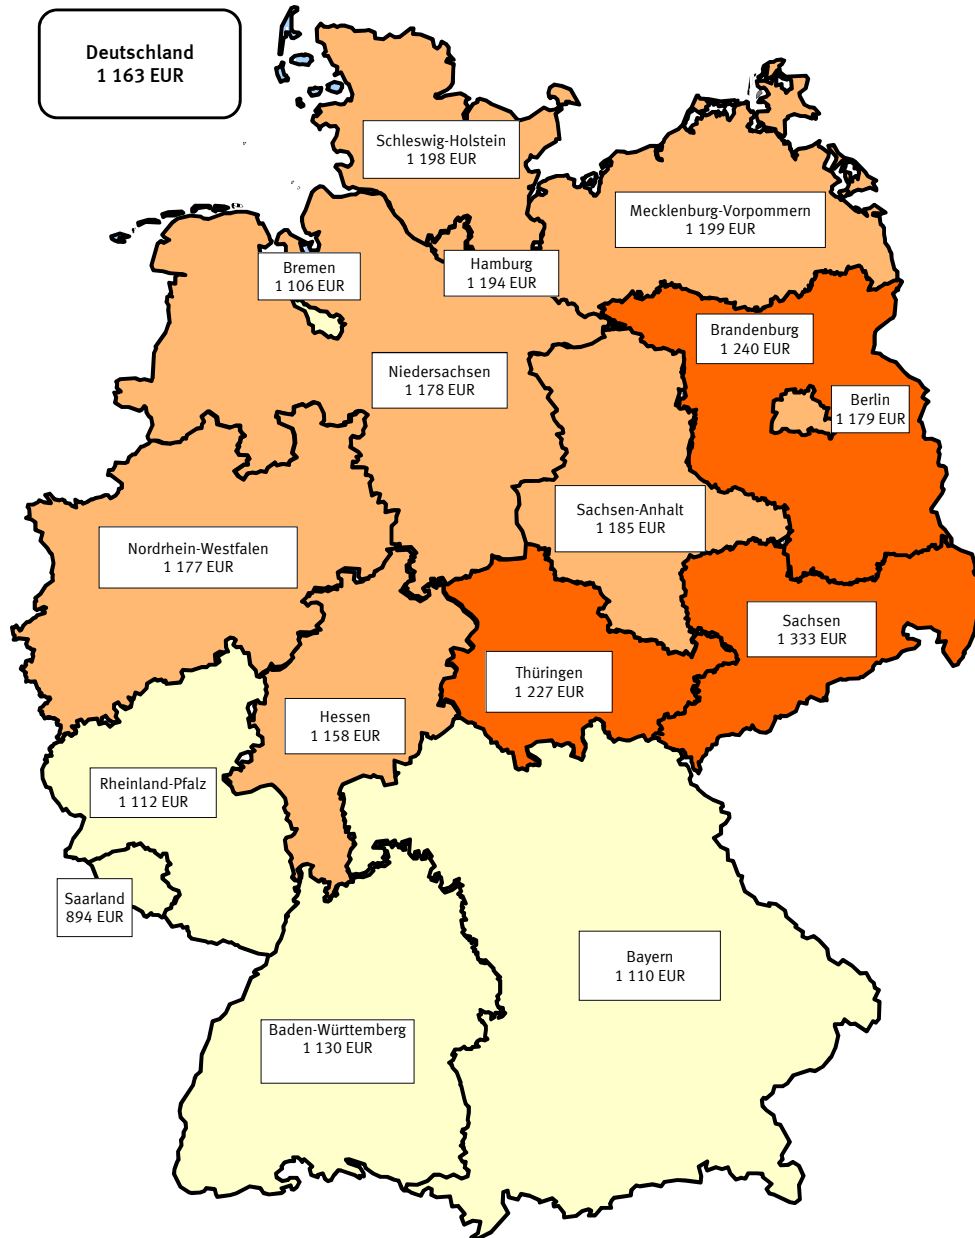 Deutschland
1 163 EUR
Schleswig-Holstein
1 198 EUR
Mecklenburg-Vorpommern
1 199 EUR
Bremen
1 106 EUR
Hamburg
1 194 EUR
Brandenburg
1 240 EUR
Niedersachsen
1 178 EUR
Berlin
1 179 EUR
Sachsen-Anhalt
1 185 EUR
Nordrhein-Westfalen
1 177 EUR
Sachsen
1 333 EUR
Thüringen
1 227 EUR
Hessen
1 158 EUR
Rheinland-Pfalz
1 112 EUR
Saarland
894 EUR
Bayern
1 110 EUR
Baden-Württemberg
1 130 EUR